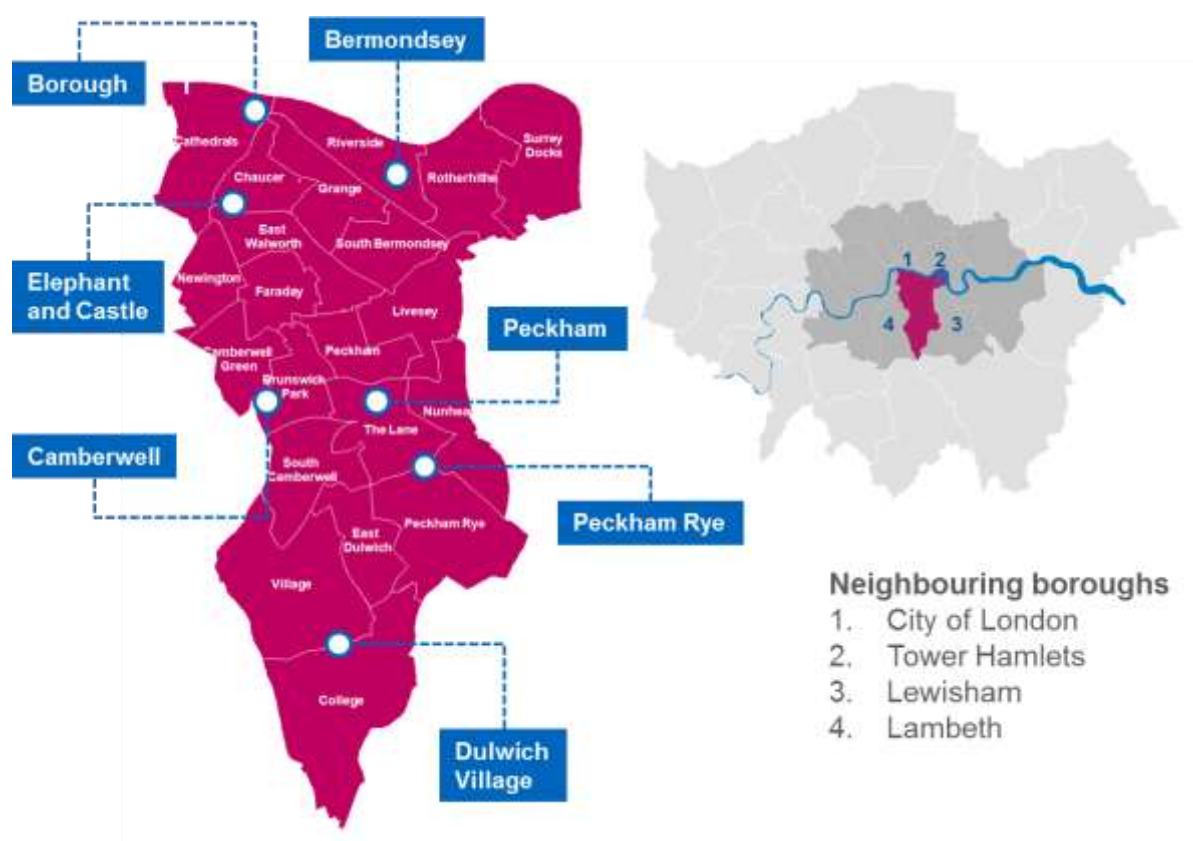 Bermondsey
Borough
Cathedrals
Riverside
Surrey
Docks
Chaucer
Grange
Rotherhithe
East
Walworth
South Bermondsey
Newington
Elephant
and Castle
Faraday
Livesey
Peckham
Camberwell
Green
Peckham
Brunswick
Park
Nunhea
The Lane
Camberwell
South
Camberwell
Peckham Rye
Peckham Rye
East
Dulwich
Village
College
Dulwich
Village
1 2
4 3
Neighbouring boroughs
1. City of London
2. Tower Hamlets
3. Lewisham
4. Lambeth